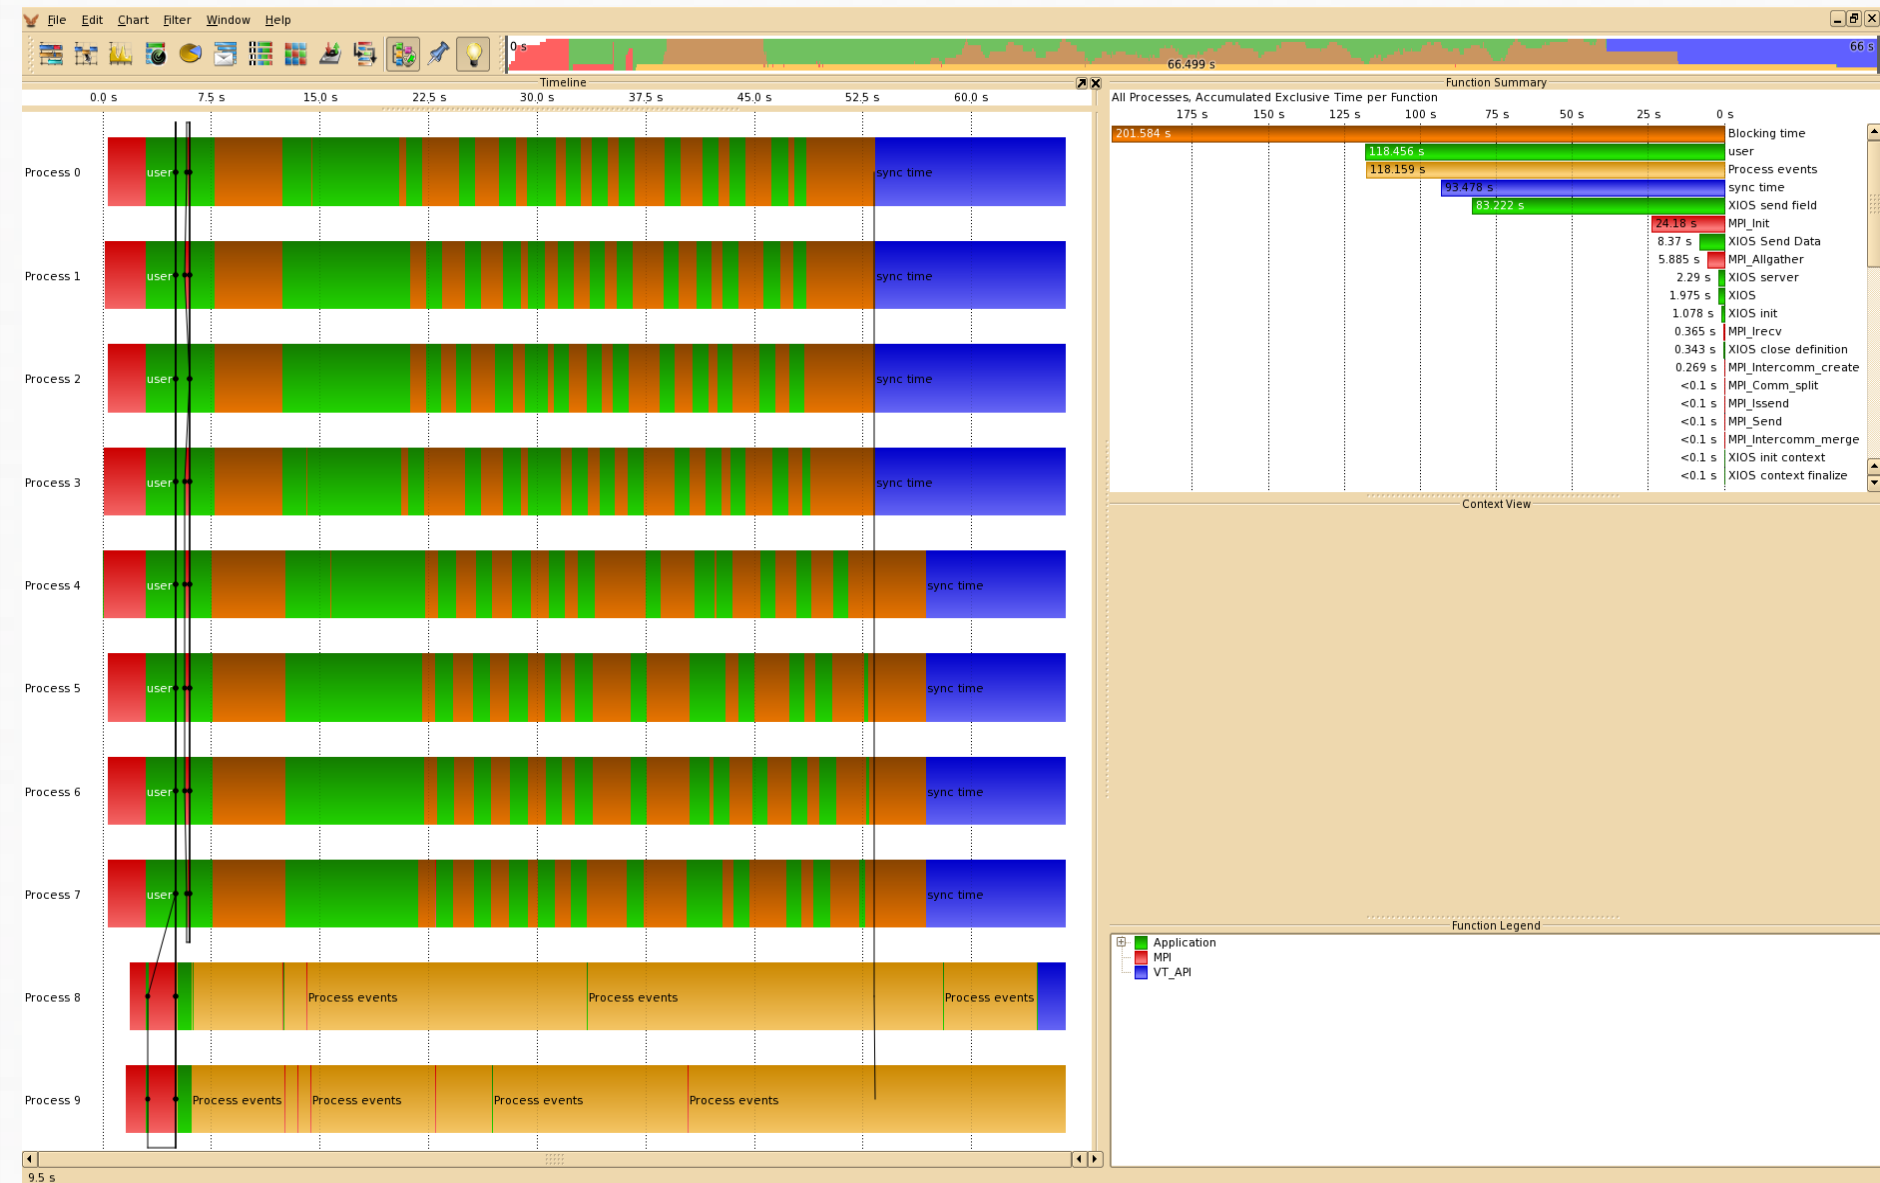 File Edit Chart Filter Window Help
0 s 66 s
66.499 s
Timeline
0.0 s 7.5 s 15.0 s 22.5 s 30.0 s 37.5 s 45.0 s 52.5 s 60.0 s
Process 0 user sync time
Process 1 user sync time
Process 2 user sync time
Process 3 user sync time
Process 4 user sync time
Process 5 user sync time
Process 6 user sync time
Process 7 user sync time
Process 8 Process events Process events Process events
Process 9 Process events Process events Process events Process events
9.5 s
Function Summary
All Processes, Accumulated Exclusive Time per Function
175 s 150 s 125 s 100 s 75 s 50 s 25 s 0 s
201.584 s Blocking time
118.456 s user
118.159 s Process events
93.478 s sync time
83.222 s XIOS send field
24.18 s MPI_Init
8.37 s XIOS Send Data
5.885 s MPI_Allgather
2.29 s XIOS server
1.975 s XIOS
1.078 s XIOS init
0.365 s MPI_Irecv
0.343 s XIOS close definition
0.269 s MPI_Intercomm_create
<0.1 s MPI_Comm_split
<0.1 s MPI_Issend
<0.1 s MPI_Send
<0.1 s MPI_Intercomm_merge
<0.1 s XIOS init context
<0.1 s XIOS context finalize
Context View
Function Legend
Application
MPI
VT_API